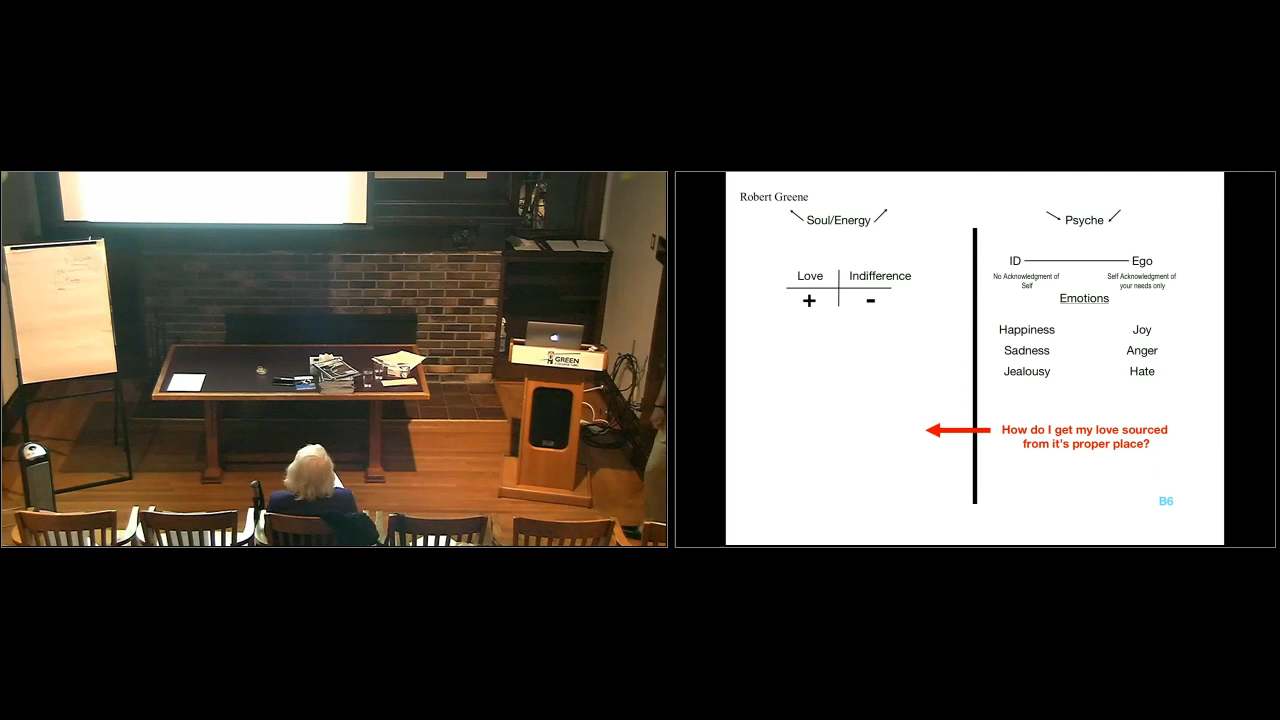 GREEN
Robert Greene
Soul/Energy
Psyche
Love Indifference
+ -
ID Ego
No Acknowledgment of
Self
Self Acknowledgment of
your needs only
Emotions
Happiness Joy
Sadness Anger
Jealousy Hate
How do I get my love sourced
from it's proper place?
B6